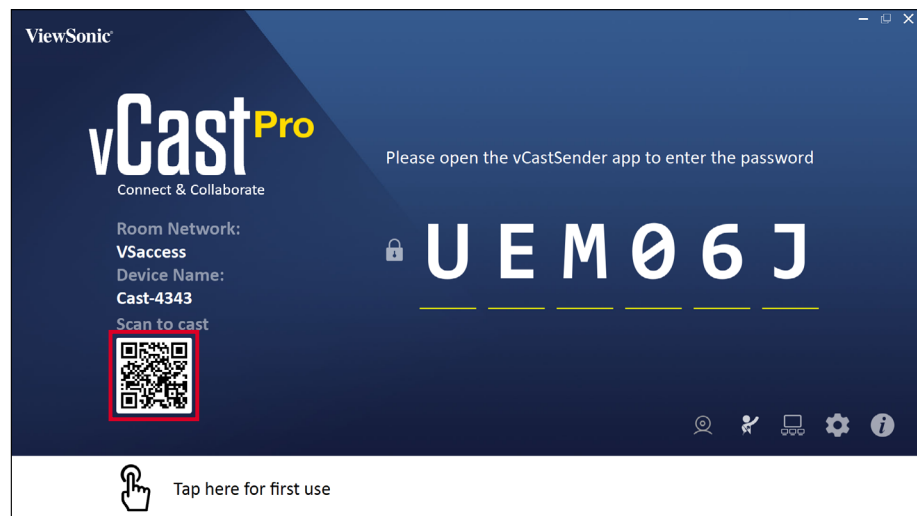 ViewSonic
vCast Pro
Connect & Collaborate
Please open the vCastSender app to enter the password
Room Network:
VSaccess
Device Name:
Cast-4343
Scan to cast
UEM06J
Tap here for first use